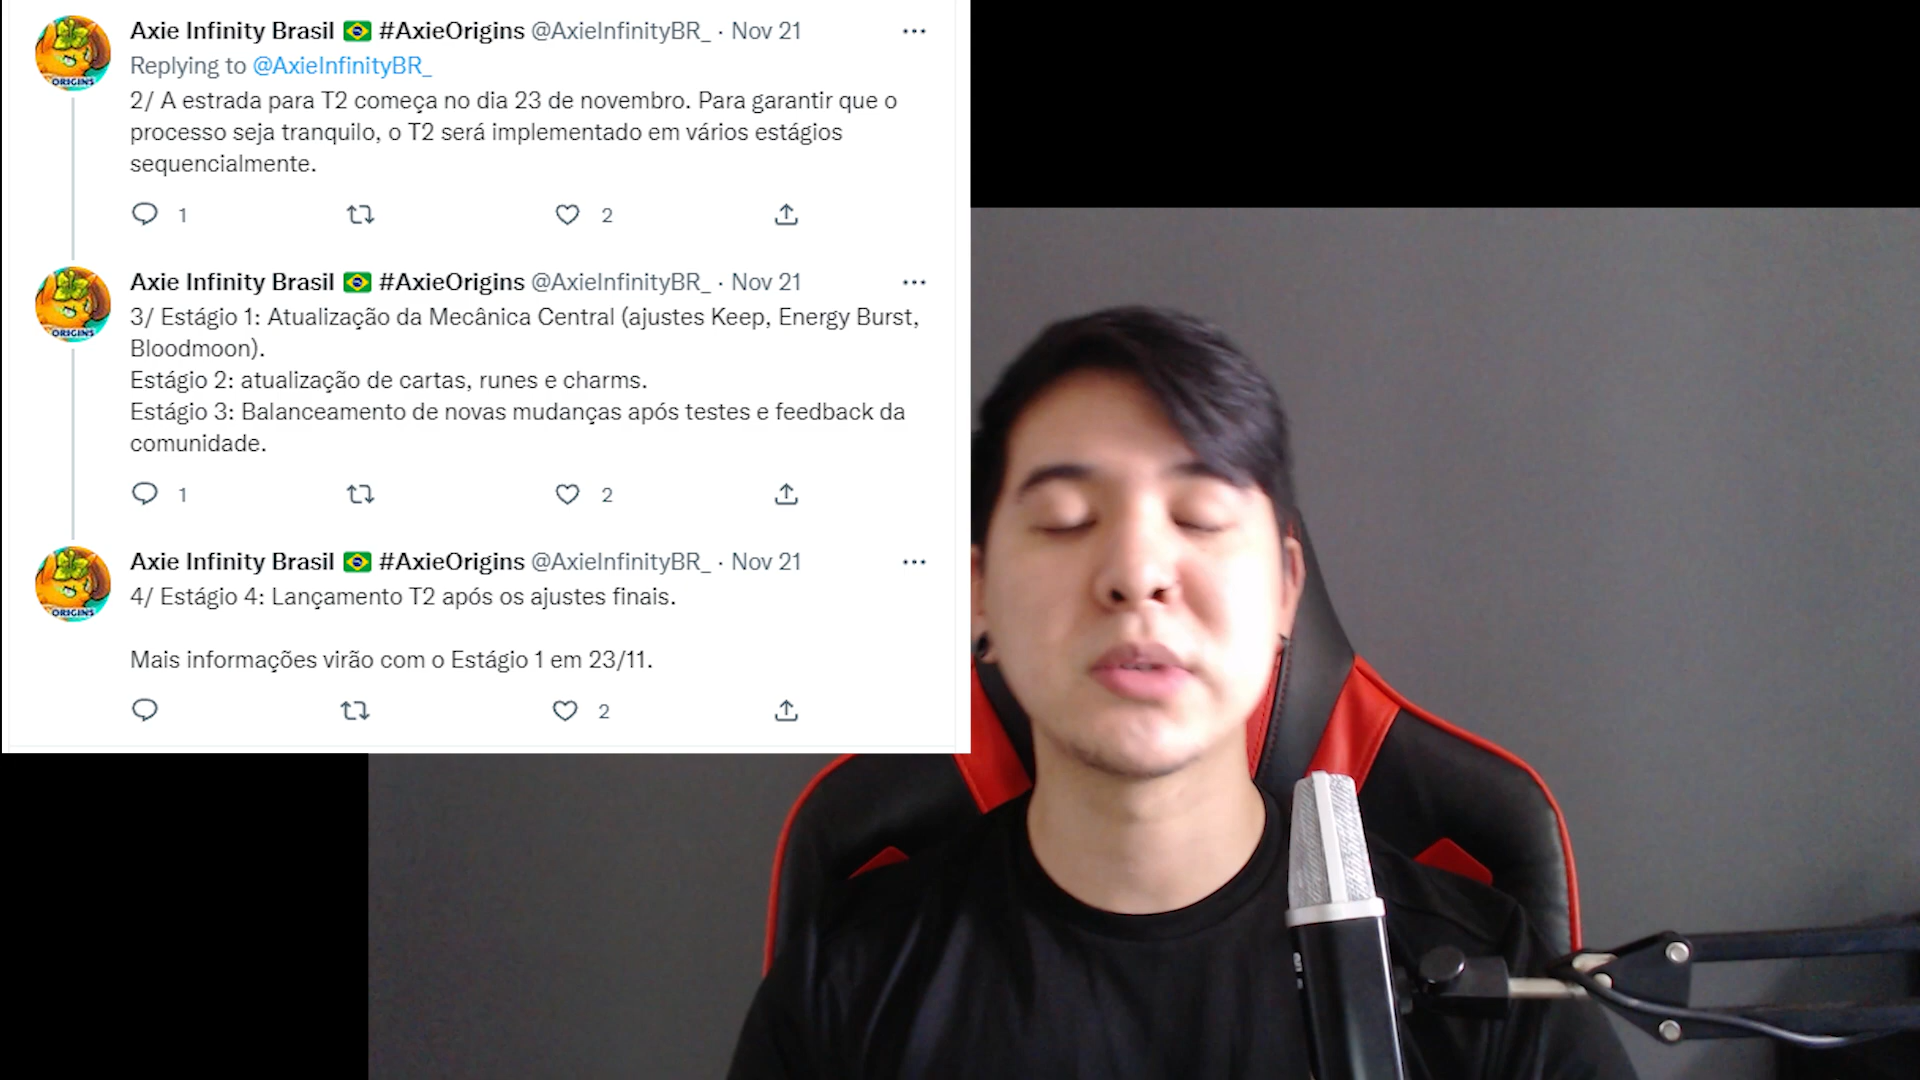 Axie Infinity Brasil 🇧🇷 #AxieOrigins @AxieInfinityBR_ · Nov 21
Replying to @AxieInfinityBR_
2/ A estrada para T2 começa no dia 23 de novembro. Para garantir que o
processo seja tranquilo, o T2 será implementado em vários estágios
sequencialmente.
1 2
ORIGINS
Axie Infinity Brasil 🇧🇷 #AxieOrigins @AxieInfinityBR_ · Nov 21
3/ Estágio 1: Atualização da Mecânica Central (ajustes Keep, Energy Burst,
Bloodmoon).
Estágio 2: atualização de cartas, runes e charms.
Estágio 3: Balanceamento de novas mudanças após testes e feedback da
comunidade.
1 2
ORIGINS
Axie Infinity Brasil 🇧🇷 #AxieOrigins @AxieInfinityBR_ · Nov 21
4/ Estágio 4: Lançamento T2 após os ajustes finais.
Mais informações virão com o Estágio 1 em 23/11.
2
ORIGINS